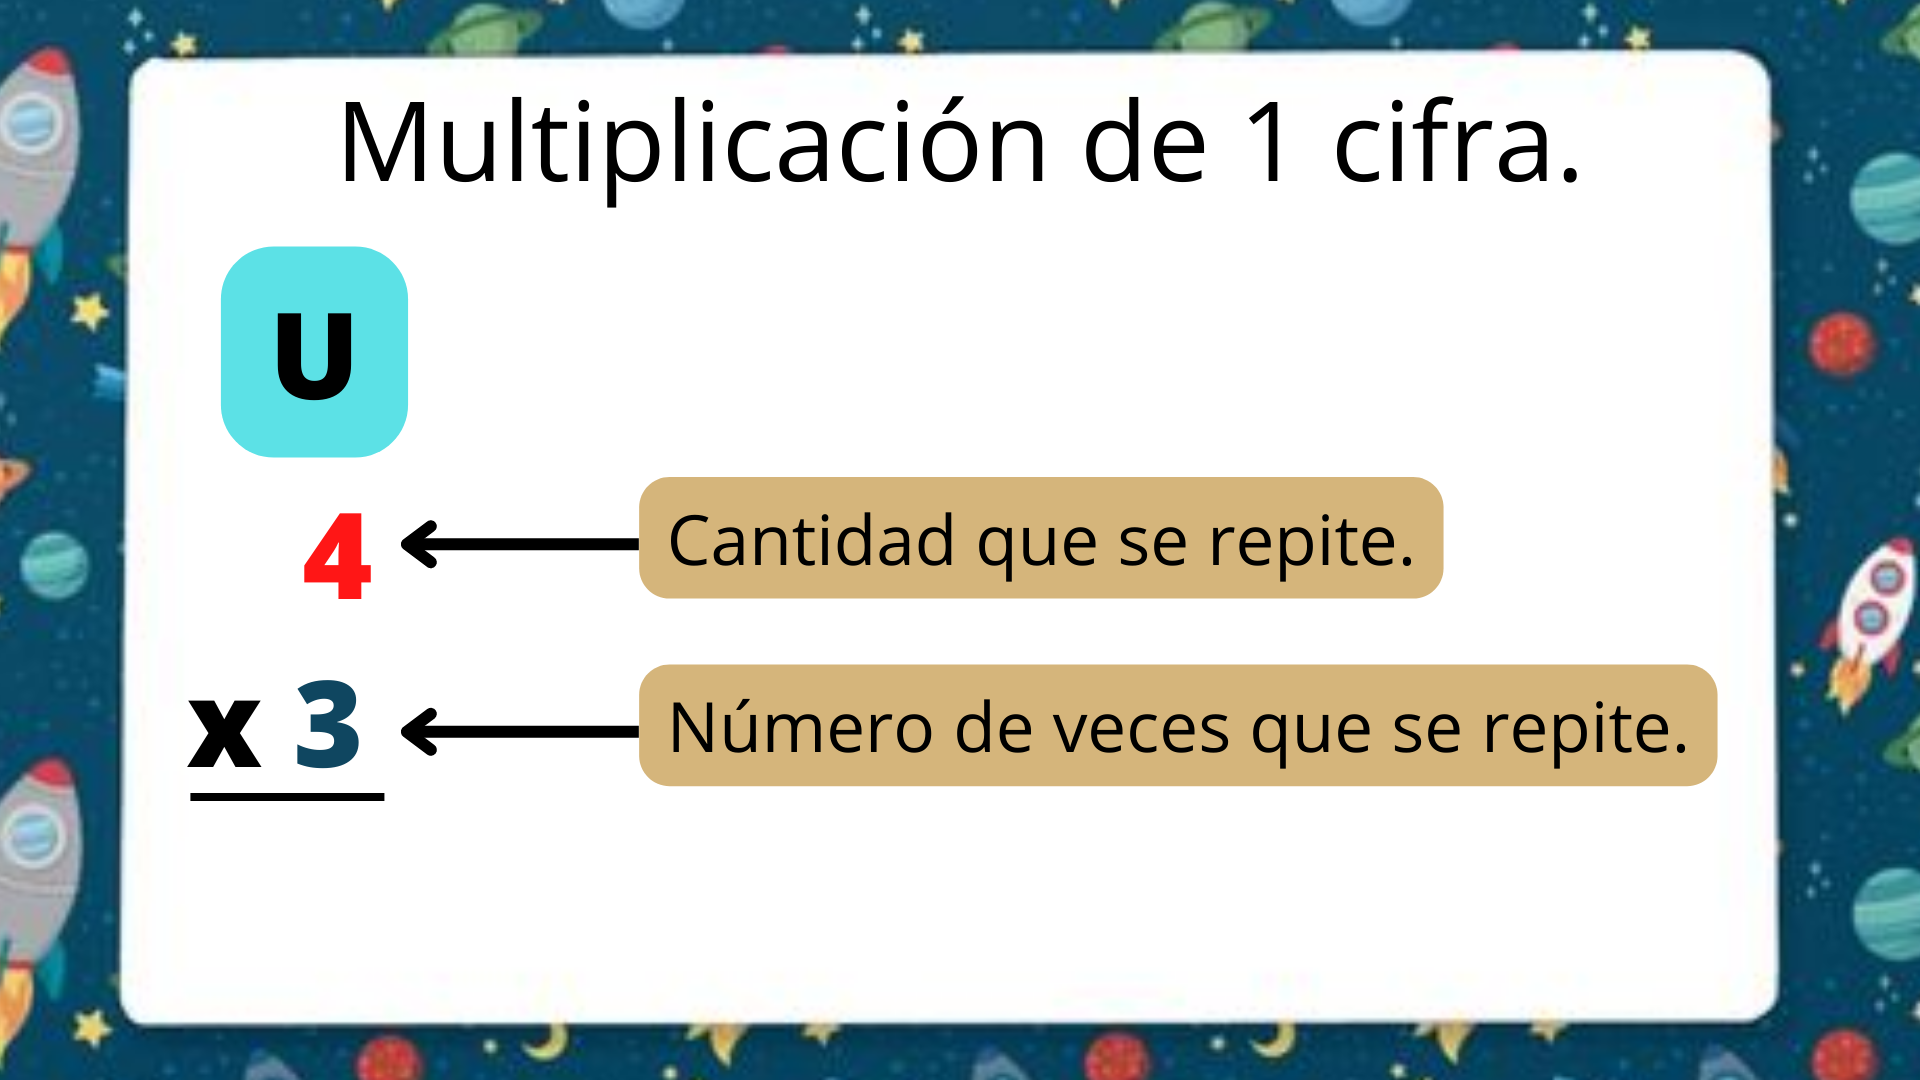 Multiplicación de 1 cifra.
U
4 Cantidad que se repite.
x 3 Número de veces que se repite.